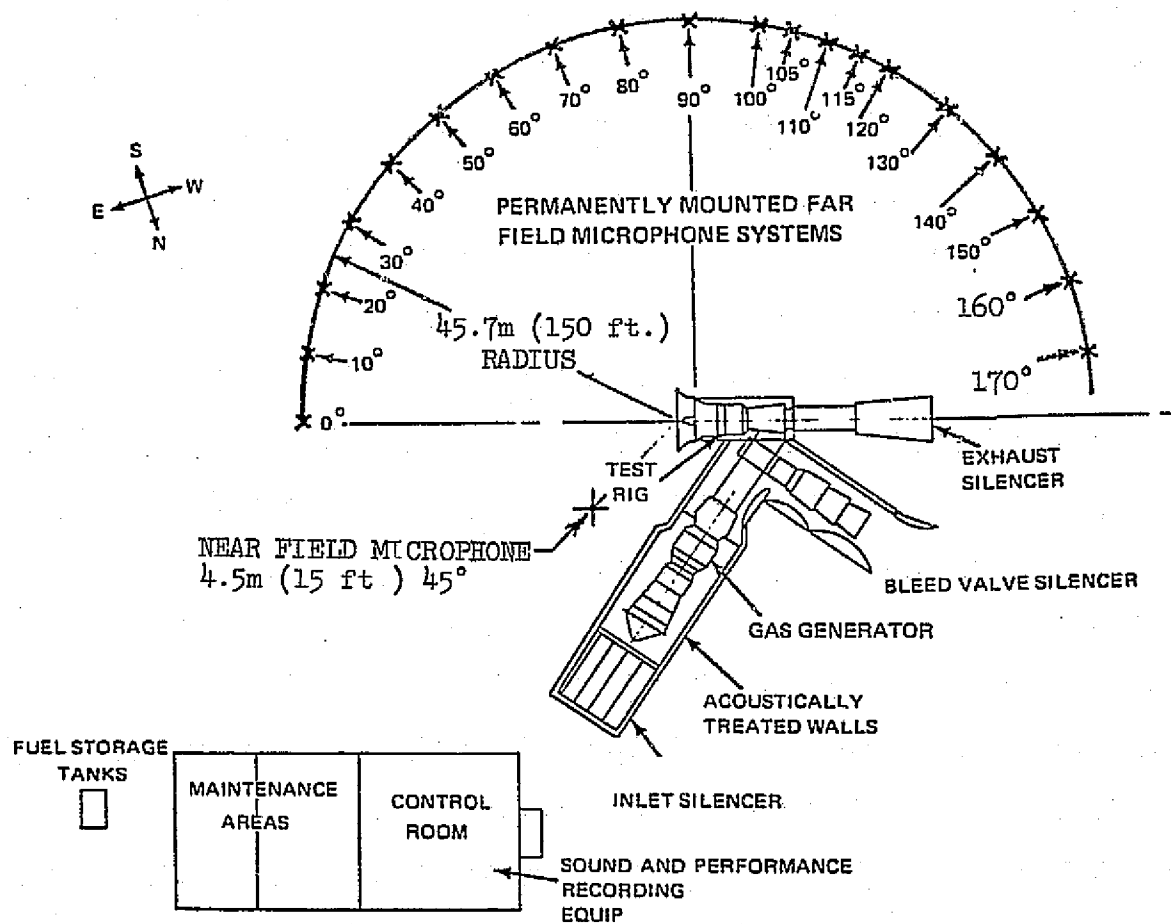 90°
80°
100°
105°
70°
110°
115°
60°
120°
50°
130°
40°
140°
30°
150°
20°
160°
10°
170°
0°
S
E
W
N
PERMANENTLY MOUNTED FAR
FIELD MICROPHONE SYSTEMS
45.7m (150 ft.)
RADIUS
TEST
RIG
EXHAUST
SILENCER
NEAR FIELD MICROPHONE
4.5m (15 ft ) 45°
BLEED VALVE SILENCER
GAS GENERATOR
ACOUSTICALLY
TREATED WALLS
INLET SILENCER
FUEL STORAGE
TANKS
MAINTENANCE
AREAS
CONTROL
ROOM
SOUND AND PERFORMANCE
RECORDING
EQUIP